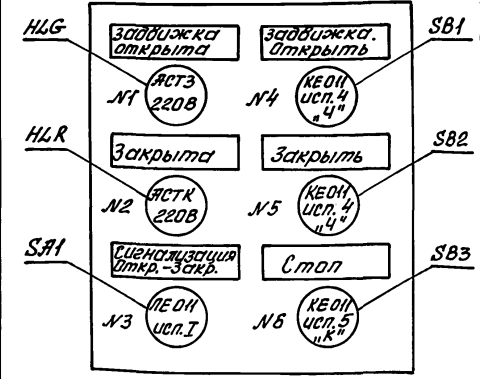 HLG
Задвижка
открыта
Задвижка.
Открыть
SB1
N1
АСТЗ
220В
N4
КЕ011
исп.4
„Ч"
HLR
Закрыта
Закрыть
SB2
N2
АСТК
220В
N5
КЕ011
исп.4
„Ч"
SA1
Сигнализация
Откр.-Закр.
Стоп
SB3
N3
ПЕ011
исп.I
N6
КЕ011
исп.5
„К"